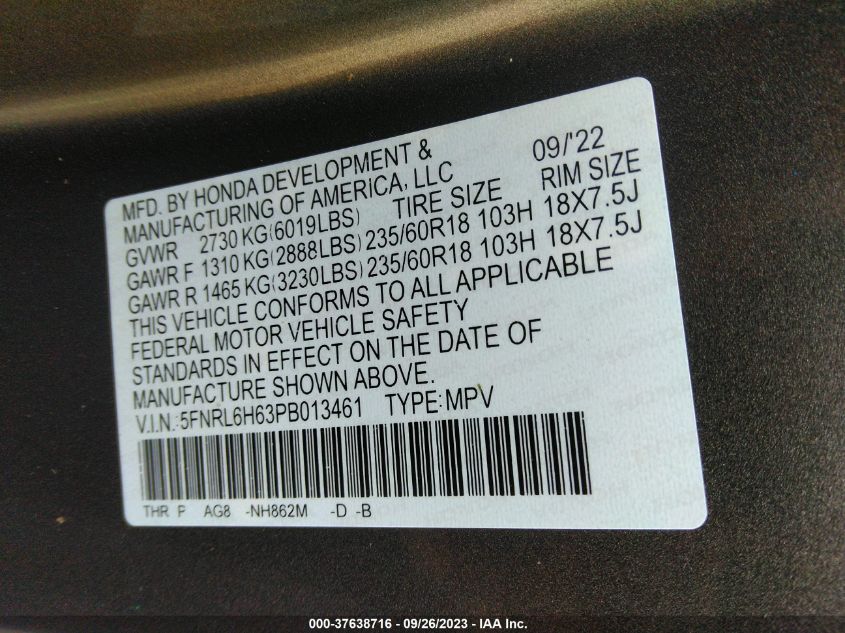 MFD. BY HONDA DEVELOPMENT & 09/'22
MANUFACTURING OF AMERICA, LLC
GVWR 2730 KG(6019LBS) TIRE SIZE RIM SIZE
GAWR F 1310 KG(2888LBS) 235/60R18 103H 18X7.5J
GAWR R 1465 KG(3230LBS) 235/60R18 103H 18X7.5J
THIS VEHICLE CONFORMS TO ALL APPLICABLE
FEDERAL MOTOR VEHICLE SAFETY
STANDARDS IN EFFECT ON THE DATE OF
MANUFACTURE SHOWN ABOVE.
V.I.N.:5FNRL6H63PB013461 TYPE:MPV
THR P AG8 -NH862M -D -B
000-37638716 - 09/26/2023 - IAA Inc.